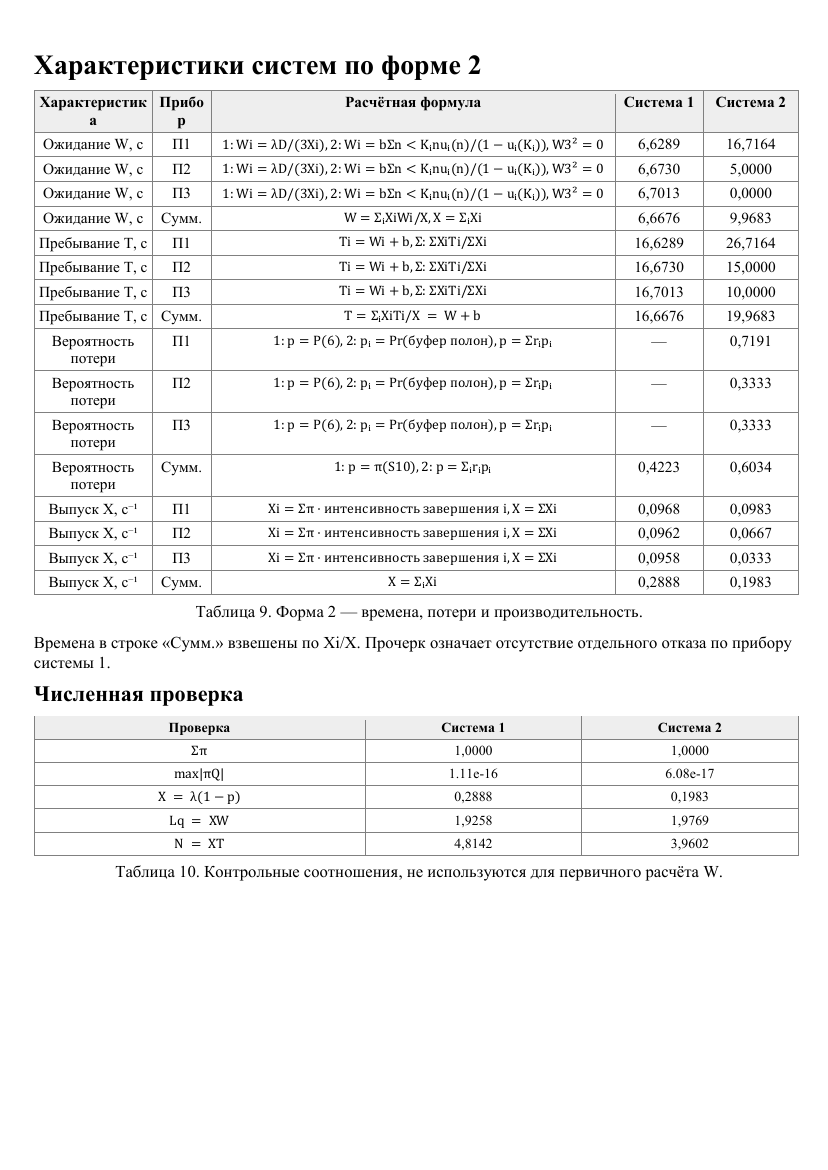 Характеристики систем по форме 2
Характеристика Прибор Расчётная формула Система 1 Система 2
Ожидание W, с П1 1: Wi = λD/(3Xi), 2: Wi = bΣn < Kᵢnuᵢ(n)/(1 − uᵢ(Kᵢ)), W3² = 0 6,6289 16,7164
Ожидание W, с П2 1: Wi = λD/(3Xi), 2: Wi = bΣn < Kᵢnuᵢ(n)/(1 − uᵢ(Kᵢ)), W3² = 0 6,6730 5,0000
Ожидание W, с П3 1: Wi = λD/(3Xi), 2: Wi = bΣn < Kᵢnuᵢ(n)/(1 − uᵢ(Kᵢ)), W3² = 0 6,7013 0,0000
Ожидание W, с Сумм. W = ΣᵢXiWi/X, X = ΣᵢXi 6,6676 9,9683
Пребывание T, с П1 Ti = Wi + b, Σ: ΣXiTi/ΣXi 16,6289 26,7164
Пребывание T, с П2 Ti = Wi + b, Σ: ΣXiTi/ΣXi 16,6730 15,0000
Пребывание T, с П3 Ti = Wi + b, Σ: ΣXiTi/ΣXi 16,7013 10,0000
Пребывание T, с Сумм. T = ΣᵢXiTi/X = W + b 16,6676 19,9683
Вероятность потери П1 1: p = P(6), 2: pᵢ = Pr(буфер полон), p = Σrᵢpᵢ — 0,7191
Вероятность потери П2 1: p = P(6), 2: pᵢ = Pr(буфер полон), p = Σrᵢpᵢ — 0,3333
Вероятность потери П3 1: p = P(6), 2: pᵢ = Pr(буфер полон), p = Σrᵢpᵢ — 0,3333
Вероятность потери Сумм. 1: p = π(S10), 2: p = Σᵢrᵢpᵢ 0,4223 0,6034
Выпуск X, с⁻¹ П1 Xi = Σπ · интенсивность завершения i, X = ΣXi 0,0968 0,0983
Выпуск X, с⁻¹ П2 Xi = Σπ · интенсивность завершения i, X = ΣXi 0,0962 0,0667
Выпуск X, с⁻¹ П3 Xi = Σπ · интенсивность завершения i, X = ΣXi 0,0958 0,0333
Выпуск X, с⁻¹ Сумм. X = ΣᵢXi 0,2888 0,1983
Таблица 9. Форма 2 — времена, потери и производительность.
Времена в строке «Сумм.» взвешены по Xi/X. Прочерк означает отсутствие отдельного отказа по прибору
системы 1.
Численная проверка
Проверка Система 1 Система 2
Σπ 1,0000 1,0000
max|πQ| 1.11e-16 6.08e-17
X = λ(1 − p) 0,2888 0,1983
Lq = XW 1,9258 1,9769
N = XT 4,8142 3,9602
Таблица 10. Контрольные соотношения, не используются для первичного расчёта W.